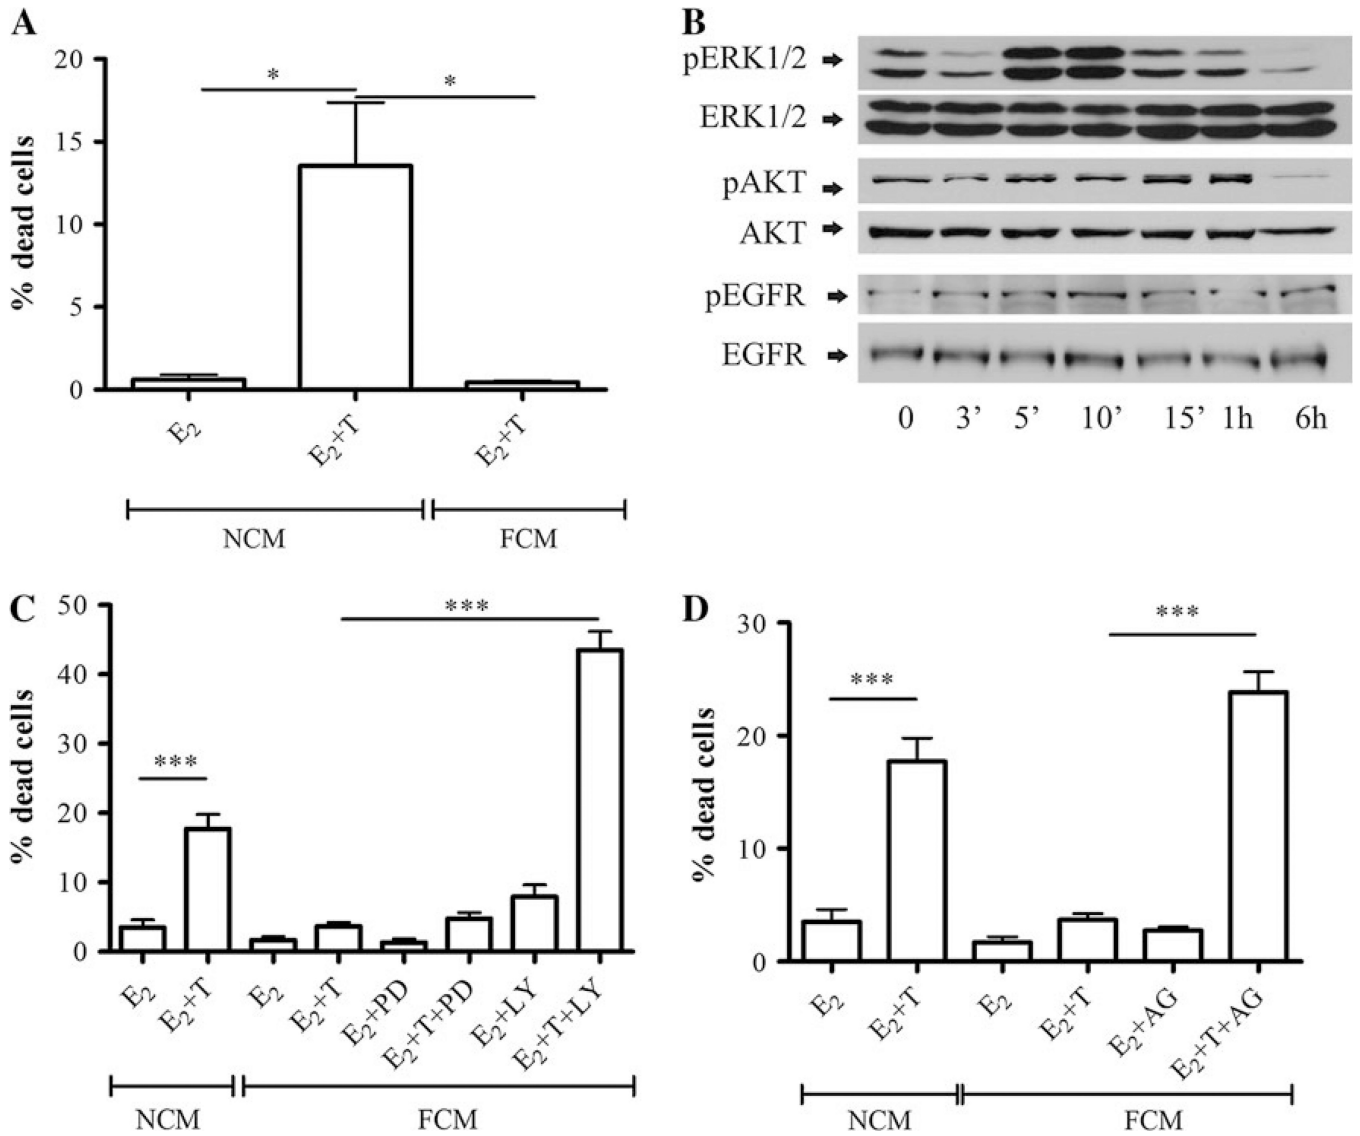 A
% dead cells
20
15
10
5
0
*
*
E₂
E₂+T
E₂+T
NCM
FCM
B
pERK1/2
ERK1/2
pAKT
AKT
pEGFR
EGFR
0 3’ 5’ 10’ 15’ 1h 6h
C
% dead cells
50
40
30
20
10
0
***
***
E₂
E₂+T
E₂
E₂+T
E₂+PD
E₂+T+PD
E₂+LY
E₂+T+LY
NCM
FCM
D
% dead cells
30
20
10
0
***
***
E₂
E₂+T
E₂
E₂+T
E₂+AG
E₂+T+AG
NCM
FCM